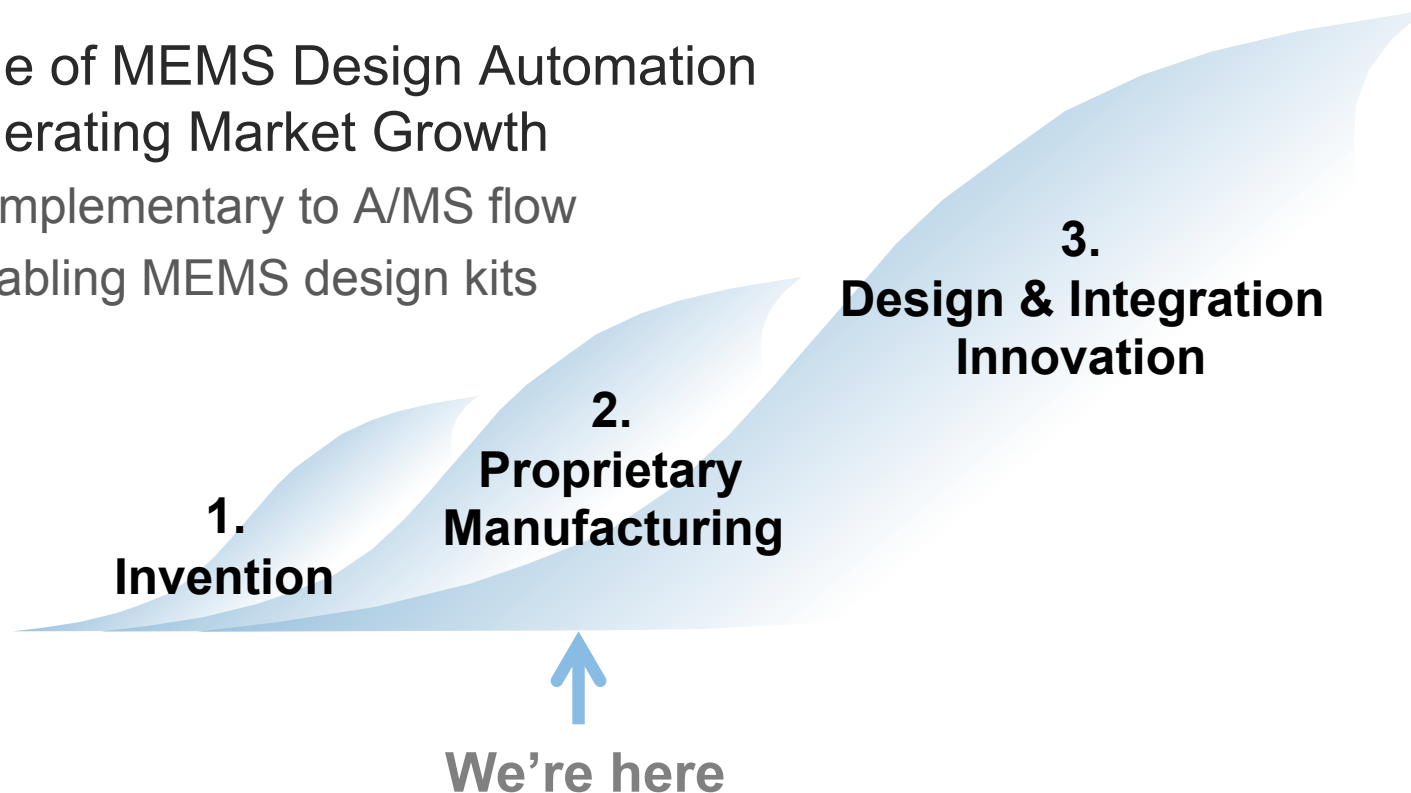 e of MEMS Design Automation
erating Market Growth
mplementary to A/MS flow
abling MEMS design kits
3.
Design & Integration
Innovation
2.
Proprietary
Manufacturing
1.
Invention
We’re here